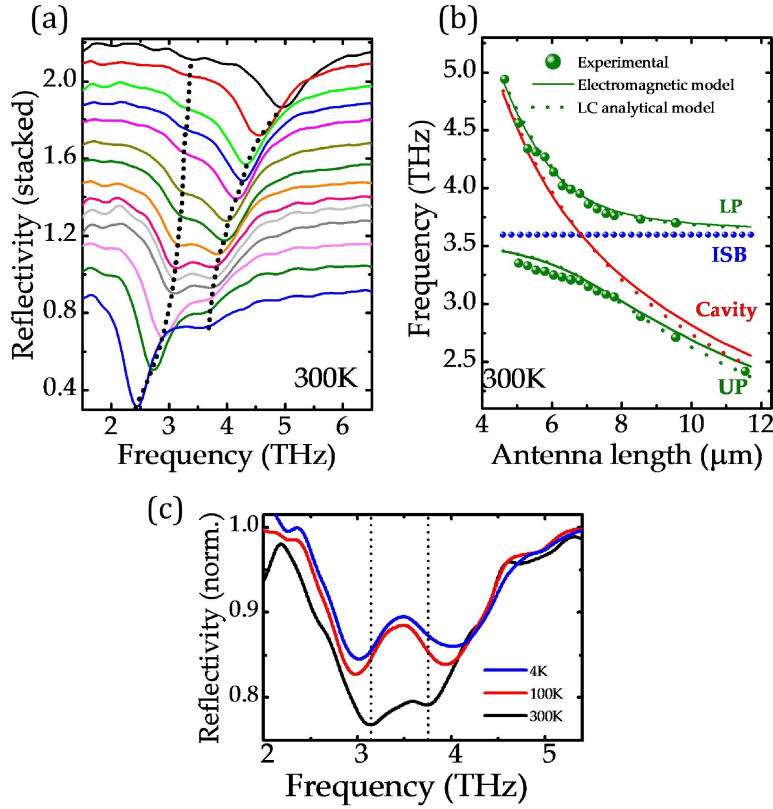 (a)
Reflectivity (stacked)
2.0
1.6
1.2
0.8
0.4
300K
2 3 4 5 6
Frequency (THz)
(b)
Frequency (THz)
5.0
4.5
4.0
3.5
3.0
2.5
Experimental
Electromagnetic model
LC analytical model
LP
ISB
Cavity
UP
300K
4 6 8 10 12
Antenna length (μm)
(c)
Reflectivity (norm.)
1.0
0.9
0.8
4K
100K
300K
2 3 4 5
Frequency (THz)